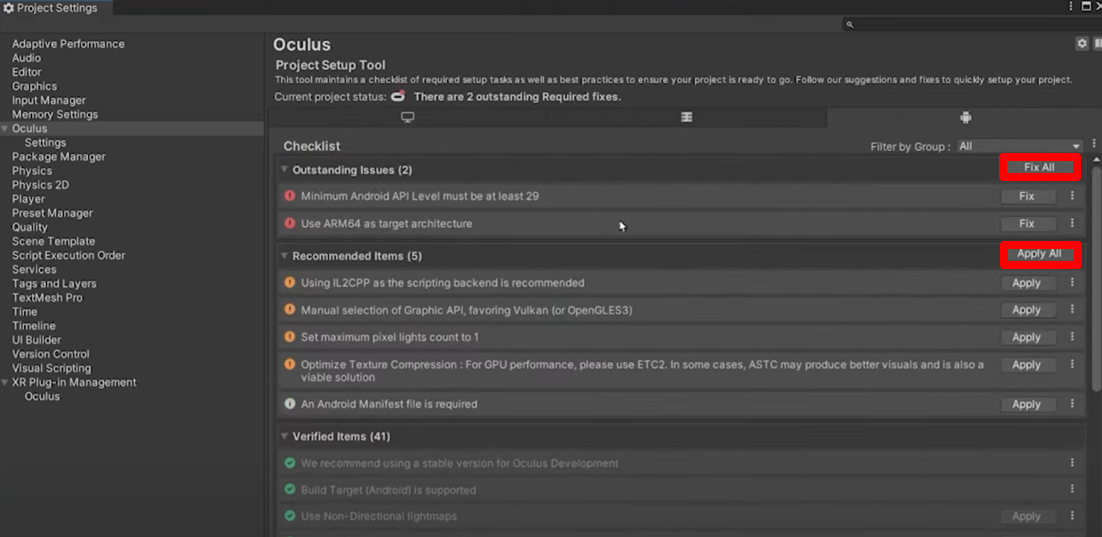 Project Settings
Adaptive Performance
Audio
Editor
Graphics
Input Manager
Memory Settings
Oculus
Settings
Package Manager
Physics
Physics 2D
Player
Preset Manager
Quality
Scene Template
Script Execution Order
Services
Tags and Layers
TextMesh Pro
Time
Timeline
UI Builder
Version Control
Visual Scripting
XR Plug-in Management
Oculus
Oculus
Project Setup Tool
This tool maintains a checklist of required setup tasks as well as best practices to ensure your project is ready to go. Follow our suggestions and fixes to quickly setup your project.
Current project status: There are 2 outstanding Required fixes.
Checklist
Filter by Group : All
Outstanding Issues (2) Fix All
Minimum Android API Level must be at least 29 Fix
Use ARM64 as target architecture Fix
Recommended Items (5) Apply All
Using IL2CPP as the scripting backend is recommended Apply
Manual selection of Graphic API, favoring Vulkan (or OpenGLES3) Apply
Set maximum pixel lights count to 1 Apply
Optimize Texture Compression : For GPU performance, please use ETC2. In some cases, ASTC may produce better visuals and is also a Apply
viable solution
An Android Manifest file is required Apply
Verified Items (41)
We recommend using a stable version for Oculus Development
Build Target (Android) is supported
Use Non-Directional lightmaps Apply